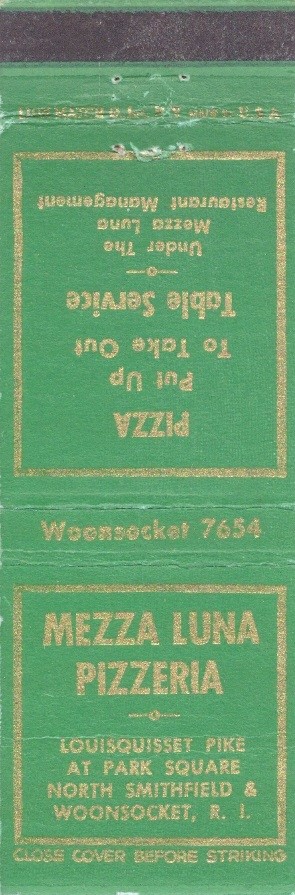 MEZZA LUNA
PIZZERIA
LOUISQUISSET PIKE
AT PARK SQUARE
NORTH SMITHFIELD &
WOONSOCKET, R. I.
CLOSE COVER BEFORE STRIKING
Woonsocket 7654
PIZZA
Put Up
To Take Out
Table Service
Under The
Mezza Luna
Restaurant Management